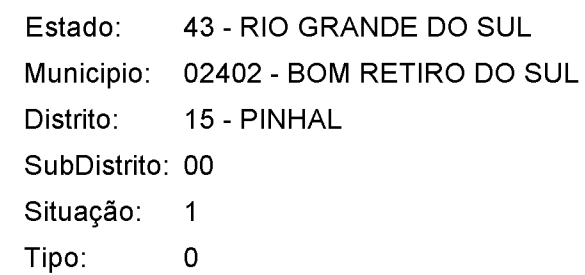 Estado: 43 - RIO GRANDE DO SUL
Municipio: 02402 - BOM RETIRO DO SUL
Distrito: 15 - PINHAL
SubDistrito: 00
Situação: 1
Tipo: 0